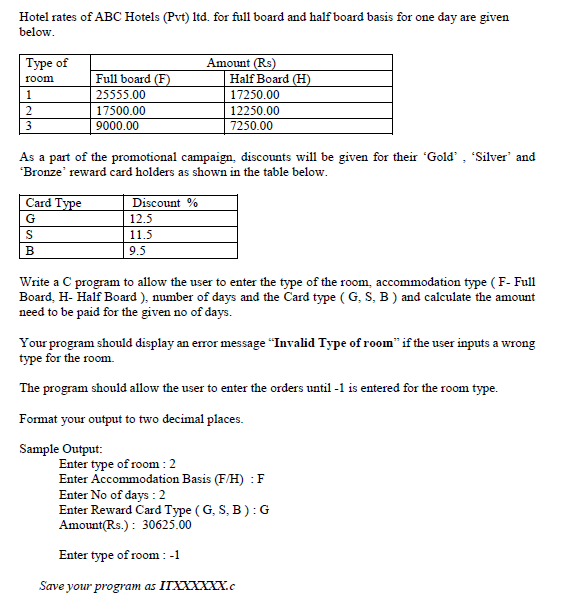 Hotel rates of ABC Hotels (Pvt) ltd. for full board and half board basis for one day are given
below.
Type of room Amount (Rs)
Full board (F) Half Board (H)
1 25555.00 17250.00
2 17500.00 12250.00
3 9000.00 7250.00
As a part of the promotional campaign, discounts will be given for their 'Gold' , 'Silver' and
'Bronze' reward card holders as shown in the table below.
Card Type Discount %
G 12.5
S 11.5
B 9.5
Write a C program to allow the user to enter the type of the room, accommodation type ( F- Full
Board, H- Half Board ), number of days and the Card type ( G, S, B ) and calculate the amount
need to be paid for the given no of days.
Your program should display an error message "Invalid Type of room" if the user inputs a wrong
type for the room.
The program should allow the user to enter the orders until -1 is entered for the room type.
Format your output to two decimal places.
Sample Output:
Enter type of room : 2
Enter Accommodation Basis (F/H) : F
Enter No of days : 2
Enter Reward Card Type ( G, S, B ) : G
Amount(Rs.) : 30625.00
Enter type of room : -1
Save your program as ITXXXXXX.c